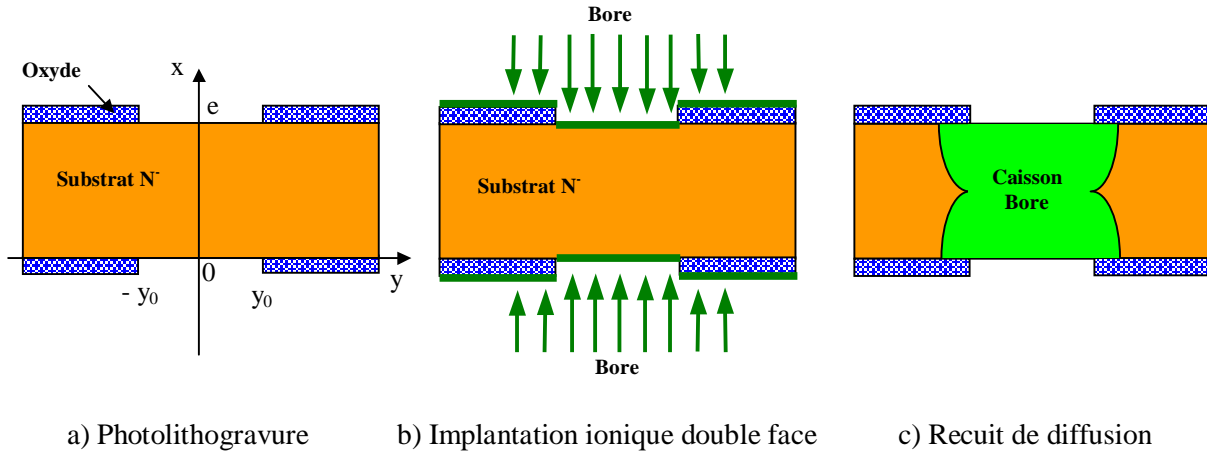 Oxyde
x
e
Substrat N-
0
y
- y0
y0
a) Photolithogravure
Bore
Substrat N-
Bore
b) Implantation ionique double face
Caisson
Bore
c) Recuit de diffusion